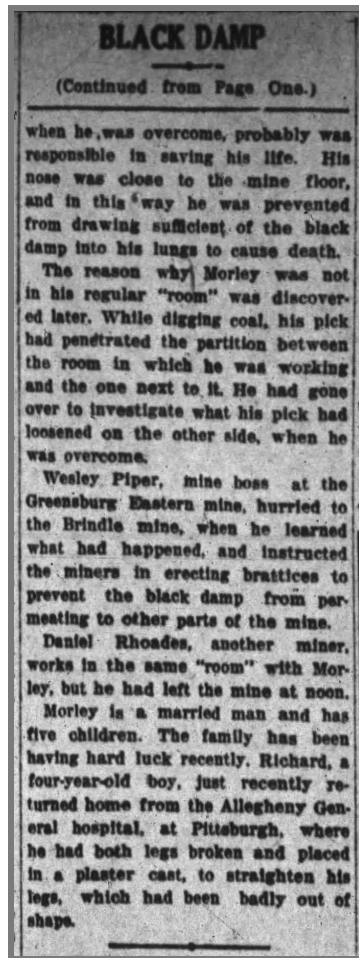 BLACK DAMP
(Continued from Page One.)
when he was overcome, probably was
responsible in saving his life. His
nose was close to the mine floor,
and in this way he was prevented
from drawing sufficient of the black
damp into his lungs to cause death.
The reason why Morley was not
in his regular "room" was discover-
ed later. While digging coal, his pick
had penetrated the partition between
the room in which he was working
and the one next to it. He had gone
over to investigate what his pick had
loosened on the other side, when he
was overcome.
Wesley Piper, mine boss at the
Greensburg Eastern mine, hurried to
the Brindle mine, when he learned
what had happened, and instructed
the miners in erecting brattices to
prevent the black damp from per-
meating to other parts of the mine.
Daniel Rhoades, another miner,
works in the same "room" with Mor-
ley, but he had left the mine at noon.
Morley is a married man and has
five children. The family has been
having hard luck recently. Richard, a
four-year-old boy, just recently re-
turned home from the Allegheny Gen-
eral hospital, at Pittsburgh, where
he had both legs broken and placed
in a plaster cast, to straighten his
legs, which had been badly out of
shape.